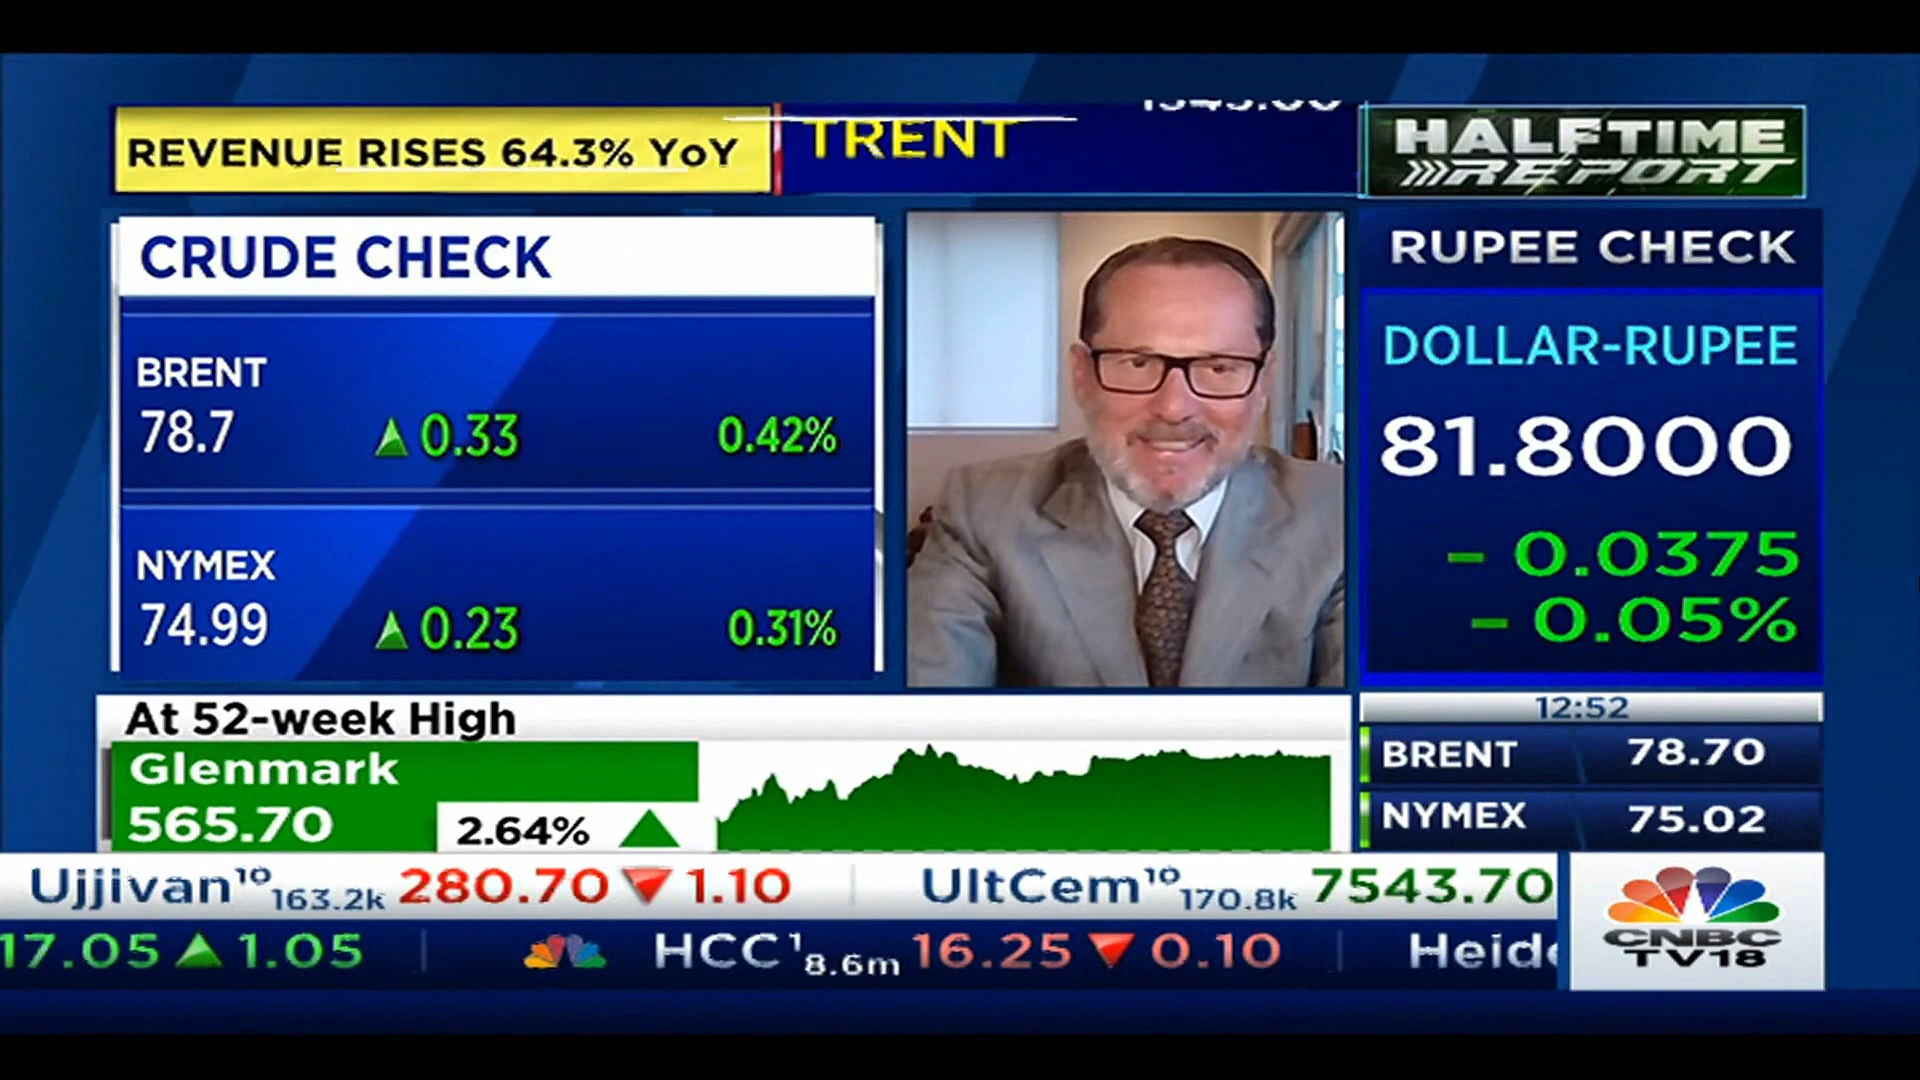 REVENUE RISES 64.3% YoY
TRENT
HALFTIME
REPORT
CRUDE CHECK
BRENT
78.7 ▲ 0.33 0.42%
NYMEX
74.99 ▲ 0.23 0.31%
RUPEE CHECK
DOLLAR-RUPEE
81.8000
- 0.0375
- 0.05%
At 52-week High
Glenmark
565.70
2.64% ▲
12:52
BRENT 78.70
NYMEX 75.02
Ujjivan¹⁰ 163.2k 280.70 ▼ 1.10 UltCem¹⁰ 170.8k 7543.70
17.05 ▲ 1.05 HCC¹ 8.6m 16.25 ▼ 0.10
CNBC
TV18